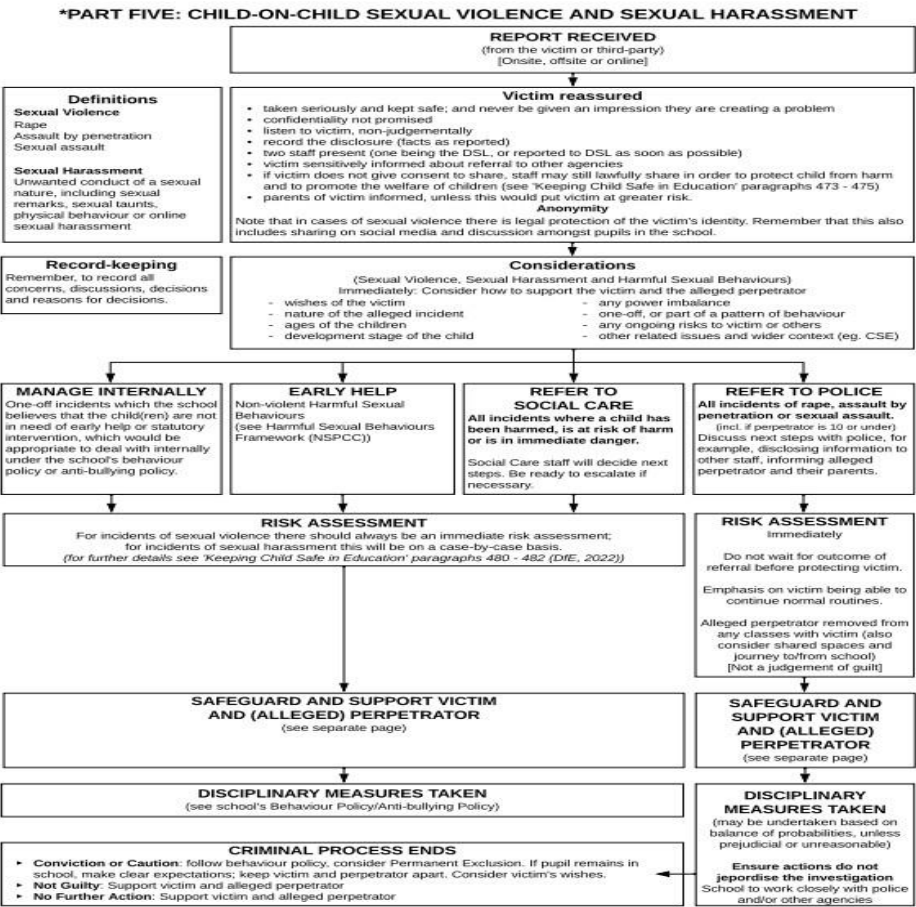 *PART FIVE: CHILD-ON-CHILD SEXUAL VIOLENCE AND SEXUAL HARASSMENT
REPORT RECEIVED
(from the victim or third-party)
[Onsite, offsite or online]
Definitions
Sexual Violence
Rape
Assault by penetration
Sexual assault
Sexual Harassment
Unwanted conduct of a sexual
nature, including sexual
remarks, sexual taunts,
physical behaviour or online
sexual harassment
Victim reassured
• taken seriously and kept safe; and never be given an impression they are creating a problem
• confidentiality not promised
• listen to victim, non-judgementally
• record the disclosure (facts as reported)
• two staff present (one being the DSL, or reported to DSL as soon as possible)
• victim sensitively informed about referral to other agencies
• if victim does not give consent to share, staff may still lawfully share in order to protect child from harm
and to promote the welfare of children (see 'Keeping Child Safe in Education' paragraphs 473 - 475)
• parents of victim informed, unless this would put victim at greater risk.
Anonymity
Note that in cases of sexual violence there is legal protection of the victim's identity. Remember that this also
includes sharing on social media and discussion amongst pupils in the school.
Record-keeping
Remember, to record all
concerns, discussions, decisions
and reasons for decisions.
Considerations
(Sexual Violence, Sexual Harassment and Harmful Sexual Behaviours)
Immediately: Consider how to support the victim and the alleged perpetrator
- wishes of the victim
- nature of the alleged incident
- ages of the children
- development stage of the child
- any power imbalance
- one-off, or part of a pattern of behaviour
- any ongoing risks to victim or others
- other related issues and wider context (eg. CSE)
MANAGE INTERNALLY
One-off incidents which the school
believes that the child(ren) are not
in need of early help or statutory
intervention, which would be
appropriate to deal with internally
under the school's behaviour
policy or anti-bullying policy.
EARLY HELP
Non-violent Harmful Sexual
Behaviours
(see Harmful Sexual Behaviours
Framework (NSPCC))
REFER TO
SOCIAL CARE
All incidents where a child has
been harmed, is at risk of harm
or is in immediate danger.
Social Care staff will decide next
steps. Be ready to escalate if
necessary.
REFER TO POLICE
All incidents of rape, assault by
penetration or sexual assault.
(incl. if perpetrator is 10 or under)
Discuss next steps with police, for
example, disclosing information to
other staff, informing alleged
perpetrator and their parents.
RISK ASSESSMENT
For incidents of sexual violence there should always be an immediate risk assessment;
for incidents of sexual harassment this will be on a case-by-case basis.
(for further details see 'Keeping Child Safe in Education' paragraphs 480 - 482 (DfE, 2022))
RISK ASSESSMENT
Immediately
Do not wait for outcome of
referral before protecting victim.
Emphasis on victim being able to
continue normal routines.
Alleged perpetrator removed from
any classes with victim (also
consider shared spaces and
journey to/from school)
[Not a judgement of guilt]
SAFEGUARD AND SUPPORT VICTIM
AND (ALLEGED) PERPETRATOR
(see separate page)
SAFEGUARD AND
SUPPORT VICTIM
AND (ALLEGED)
PERPETRATOR
(see separate page)
DISCIPLINARY MEASURES TAKEN
(see school's Behaviour Policy/Anti-bullying Policy)
DISCIPLINARY
MEASURES TAKEN
(may be undertaken based on
balance of probabilities, unless
prejudicial or unreasonable)
Ensure actions do not
jepordise the investigation
School to work closely with police
and/or other agencies
CRIMINAL PROCESS ENDS
► Conviction or Caution: follow behaviour policy, consider Permanent Exclusion. If pupil remains in
school, make clear expectations; keep victim and perpetrator apart. Consider victim's wishes.
► Not Guilty: Support victim and alleged perpetrator
► No Further Action: Support victim and alleged perpetrator